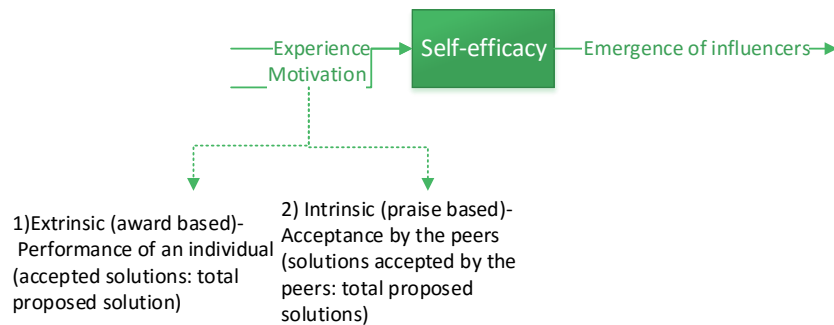 Experience
Motivation
Self-efficacy
Emergence of influencers
1)Extrinsic (award based)-
Performance of an individual
(accepted solutions: total
proposed solution)
2) Intrinsic (praise based)-
Acceptance by the peers
(solutions accepted by the
peers: total proposed
solutions)